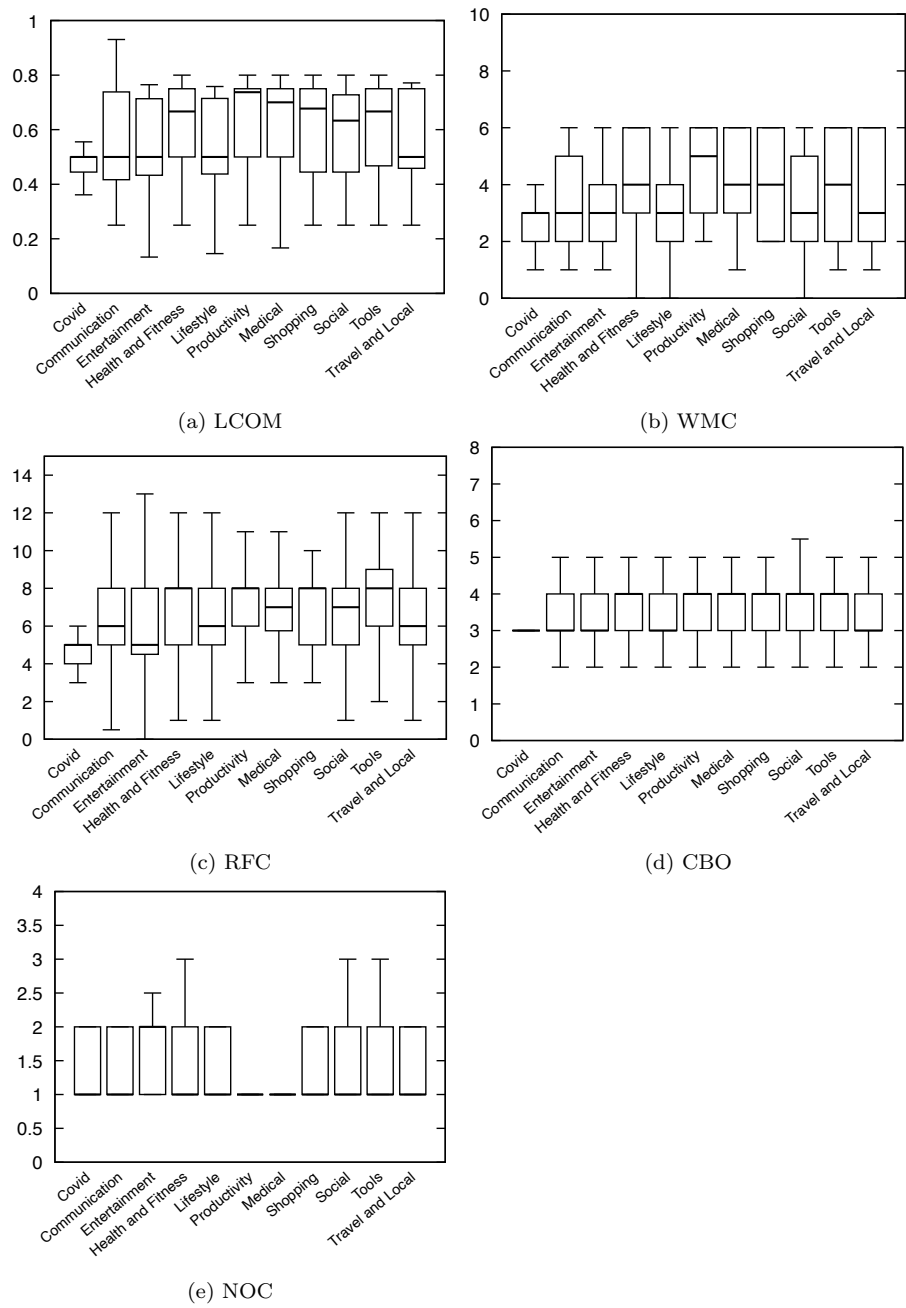 1
0.8
0.6
0.4
0.2
0
Covid
Communication
Entertainment
Health and Fitness
Lifestyle
Productivity
Medical
Shopping
Social
Tools
Travel and Local
(a) LCOM
10
8
6
4
2
0
Covid
Communication
Entertainment
Health and Fitness
Lifestyle
Productivity
Medical
Shopping
Social
Tools
Travel and Local
(b) WMC
14
12
10
8
6
4
2
0
Covid
Communication
Entertainment
Health and Fitness
Lifestyle
Productivity
Medical
Shopping
Social
Tools
Travel and Local
(c) RFC
8
7
6
5
4
3
2
1
0
Covid
Communication
Entertainment
Health and Fitness
Lifestyle
Productivity
Medical
Shopping
Social
Tools
Travel and Local
(d) CBO
4
3.5
3
2.5
2
1.5
1
0.5
0
Covid
Communication
Entertainment
Health and Fitness
Lifestyle
Productivity
Medical
Shopping
Social
Tools
Travel and Local
(e) NOC